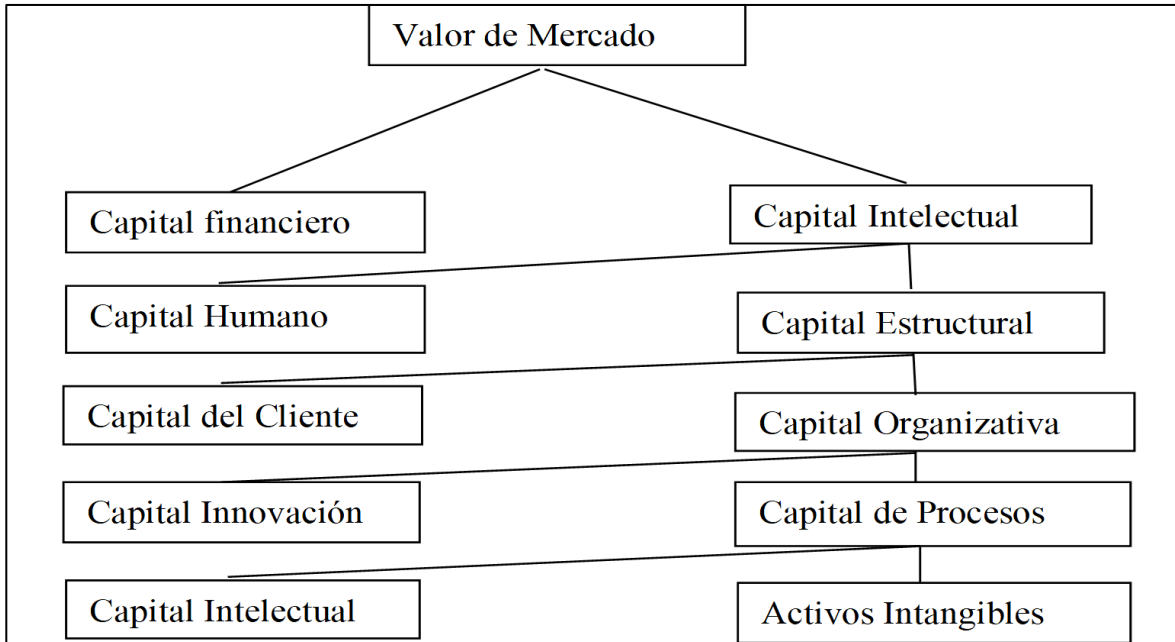 Valor de Mercado
Capital financiero
Capital Intelectual
Capital Humano
Capital Estructural
Capital del Cliente
Capital Organizativa
Capital Innovación
Capital de Procesos
Capital Intelectual
Activos Intangibles